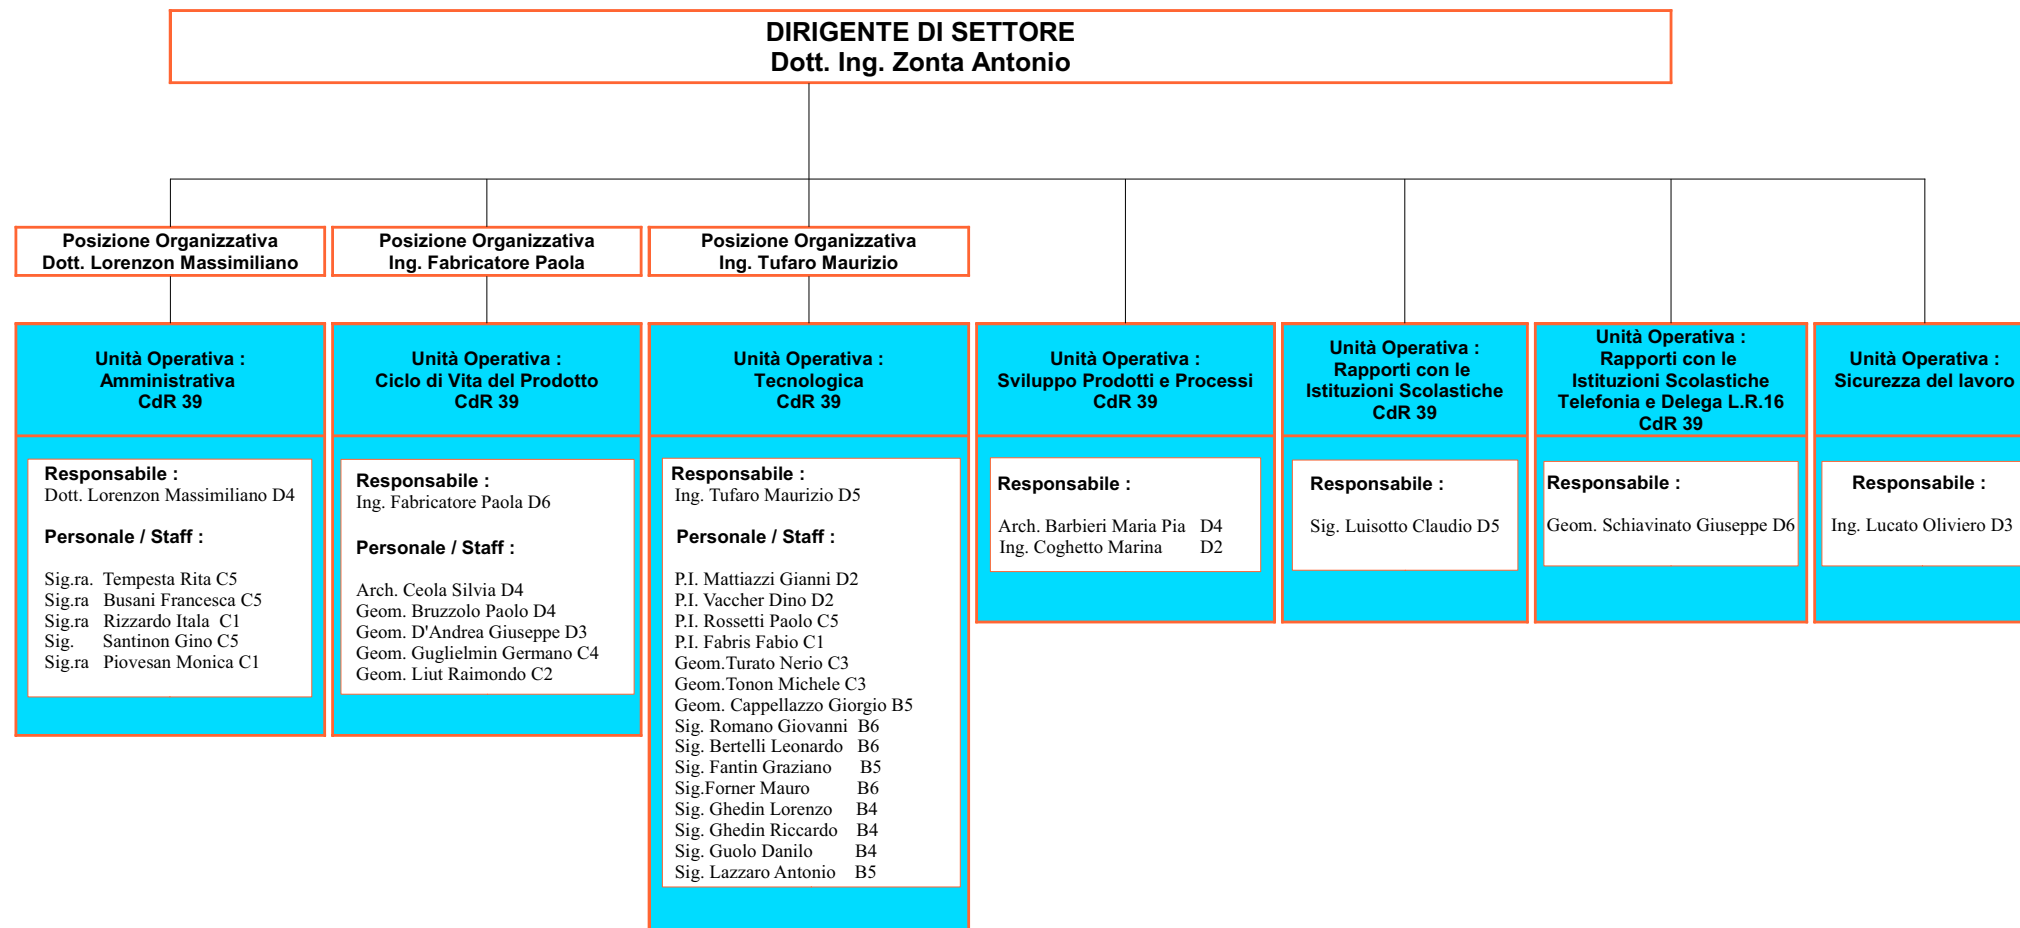 DIRIGENTE DI SETTORE
Dott. Ing. Zonta Antonio
Posizione Organizzativa
Dott. Lorenzon Massimiliano
Posizione Organizzativa
Ing. Fabricatore Paola
Posizione Organizzativa
Ing. Tufaro Maurizio
Unità Operativa :
Amministrativa
CdR 39
Responsabile :
Dott. Lorenzon Massimiliano D4
Personale / Staff :
Sig.ra. Tempesta Rita C5
Sig.ra Busani Francesca C5
Sig.ra Rizzardo Itala C1
Sig. Santinon Gino C5
Sig.ra Piovesan Monica C1
Unità Operativa :
Ciclo di Vita del Prodotto
CdR 39
Responsabile :
Ing. Fabricatore Paola D6
Personale / Staff :
Arch. Ceola Silvia D4
Geom. Bruzzolo Paolo D4
Geom. D'Andrea Giuseppe D3
Geom. Guglielmin Germano C4
Geom. Liut Raimondo C2
Unità Operativa :
Tecnologica
CdR 39
Responsabile :
Ing. Tufaro Maurizio D5
Personale / Staff :
P.I. Mattiazzi Gianni D2
P.I. Vaccher Dino D2
P.I. Rossetti Paolo C5
P.I. Fabris Fabio C1
Geom.Turato Nerio C3
Geom.Tonon Michele C3
Geom. Cappellazzo Giorgio B5
Sig. Romano Giovanni B6
Sig. Bertelli Leonardo B6
Sig. Fantin Graziano B5
Sig.Forner Mauro B6
Sig. Ghedin Lorenzo B4
Sig. Ghedin Riccardo B4
Sig. Guolo Danilo B4
Sig. Lazzaro Antonio B5
Unità Operativa :
Sviluppo Prodotti e Processi
CdR 39
Responsabile :
Arch. Barbieri Maria Pia D4
Ing. Coghetto Marina D2
Unità Operativa :
Rapporti con le
Istituzioni Scolastiche
CdR 39
Responsabile :
Sig. Luisotto Claudio D5
Unità Operativa :
Rapporti con le
Istituzioni Scolastiche
Telefonia e Delega L.R.16
CdR 39
Responsabile :
Geom. Schiavinato Giuseppe D6
Unità Operativa :
Sicurezza del lavoro
Responsabile :
Ing. Lucato Oliviero D3